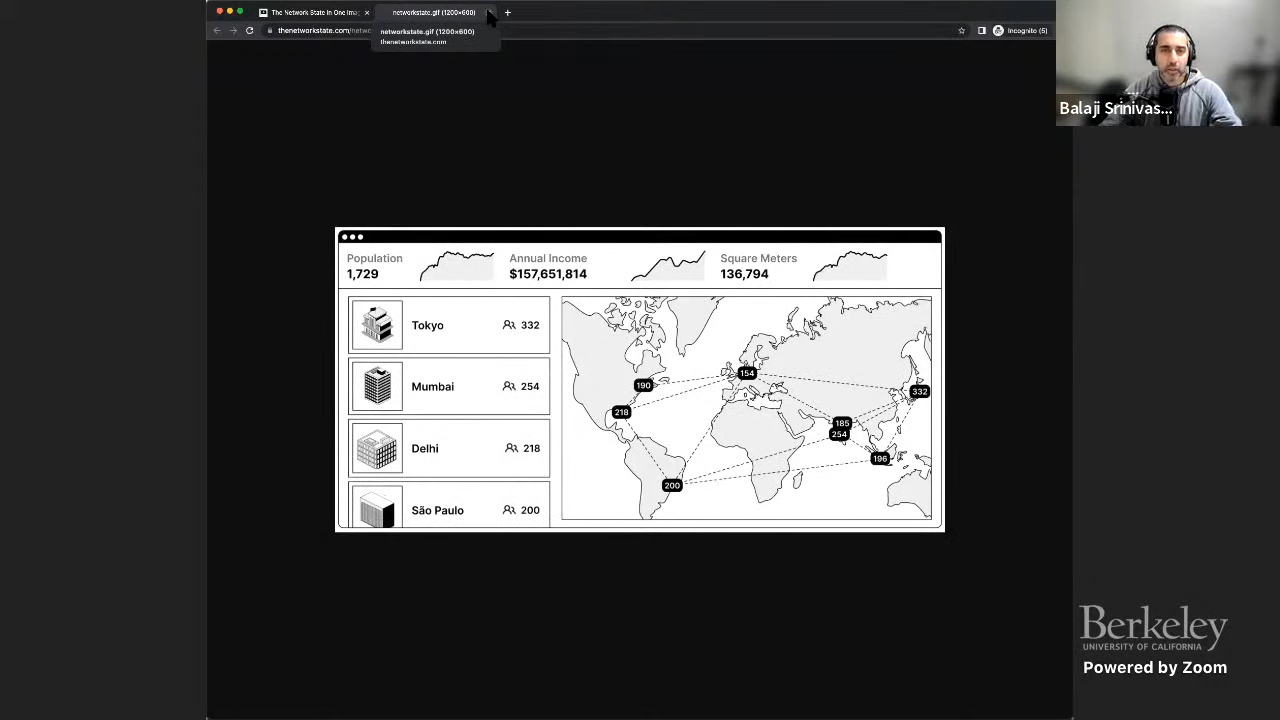 The Network State in One Imag
networkstate.gif (1200×600)
thenetworkstate.com/netwo
networkstate.gif (1200×600)
thenetworkstate.com
Incognito (5)
Balaji Srinivas...
Population
1,729
Annual Income
$157,651,814
Square Meters
136,794
Tokyo
332
Mumbai
254
Delhi
218
São Paulo
200
154
190
332
218
185
254
196
200
Berkeley
UNIVERSITY OF CALIFORNIA
Powered by Zoom